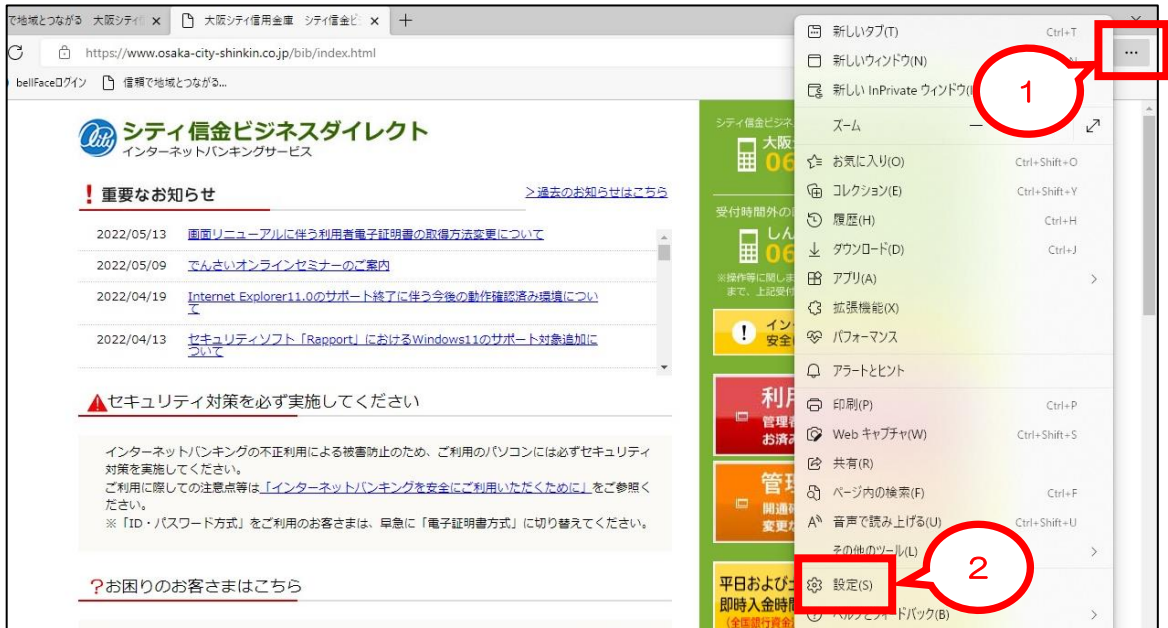 で地域とつながる 大阪シティ
大阪シティ信用金庫 シティ信金ビ
https://www.osaka-city-shinkin.co.jp/bib/index.html
bellFaceログイン 信頼で地域とつながる...
City
シティ信金ビジネスダイレクト
インターネットバンキングサービス
重要なお知らせ
＞過去のお知らせはこちら
2022/05/13 画面リニューアルに伴う利用者電子証明書の取得方法変更について
2022/05/09 でんさいオンラインセミナーのご案内
2022/04/19 Internet Explorer11.0のサポート終了に伴う今後の動作確認済み環境につい
て
2022/04/13 セキュリティソフト「Rapport」におけるWindows11のサポート対象追加に
ついて
セキュリティ対策を必ず実施してください
インターネットバンキングの不正利用による被害防止のため、ご利用のパソコンには必ずセキュリティ
対策を実施してください。
ご利用に際しての注意点等は「インターネットバンキングを安全にご利用いただくために」をご参照く
ださい。
※「ID・パスワード方式」をご利用のお客さまは、早急に「電子証明書方式」に切り替えてください。
?お困りのお客さまはこちら
シティ信金ビジネ
大阪
06
受付時間外の
しん
06
※操作等に関しま
まで、上記受付
! イン
安全
利用
管理者
お済み
管理
開通確
変更が
平日および土
即時入金時間
（全国銀行資金
新しいタブ(T) Ctrl+T
新しいウィンドウ(N)
新しい InPrivate ウィンドウ(I
ズーム
お気に入り(O) Ctrl+Shift+O
コレクション(E) Ctrl+Shift+Y
履歴(H) Ctrl+H
ダウンロード(D) Ctrl+J
アプリ(A)
拡張機能(X)
パフォーマンス
アラートとヒント
印刷(P) Ctrl+P
Web キャプチャ(W) Ctrl+Shift+S
共有(R)
ページ内の検索(F) Ctrl+F
音声で読み上げる(U) Ctrl+Shift+U
その他のツール(L)
設定(S)
ヘルプとフィードバック(B)
1
2